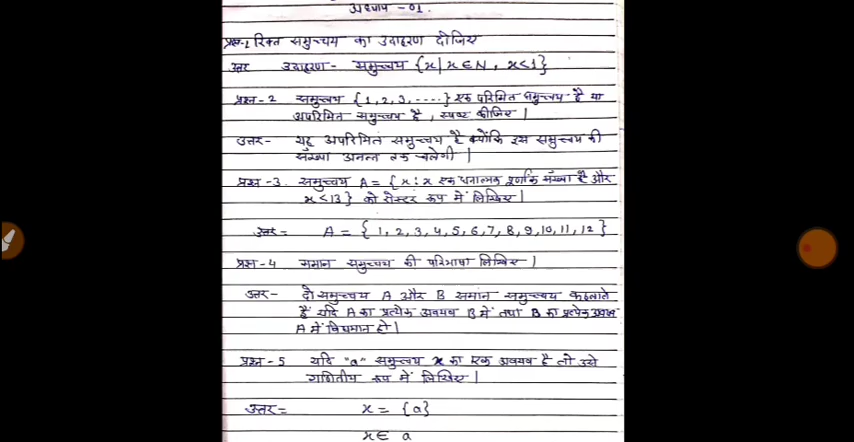 अध्याय - 01
प्रश्न-1 रिक्त समुच्चय का उदाहरण दीजिए
उत्तर उदाहरण - समुच्चय {x | x ∈ N, x < 1}
प्रश्न-2 समुच्चय {1, 2, 3, .....} एक परिमित समुच्चय है या
अपरिमित समुच्चय है, स्पष्ट कीजिए |
उत्तर- यह अपरिमित समुच्चय है क्योंकि इस समुच्चय की
संख्या अनन्त तक चलेगी |
प्रश्न-3. समुच्चय A = {x : x एक धनात्मक पूर्णांक संख्या है और
x < 13} को रोस्टर रूप में लिखिए |
उत्तर = A = { 1, 2, 3, 4, 5, 6, 7, 8, 9, 10, 11, 12 }
प्रश्न-4 समान समुच्चय की परिभाषा लिखिए |
उत्तर- दो समुच्चय A और B समान समुच्चय कहलाते
हैं यदि A का प्रत्येक अवयव B में तथा B का प्रत्येक अवयव
A में विद्यमान हो |
प्रश्न-5 यदि "a" समुच्चय x का एक अवयव है तो उसे
गणितीय रूप में लिखिए |
उत्तर = x = {a}
x ∈ a